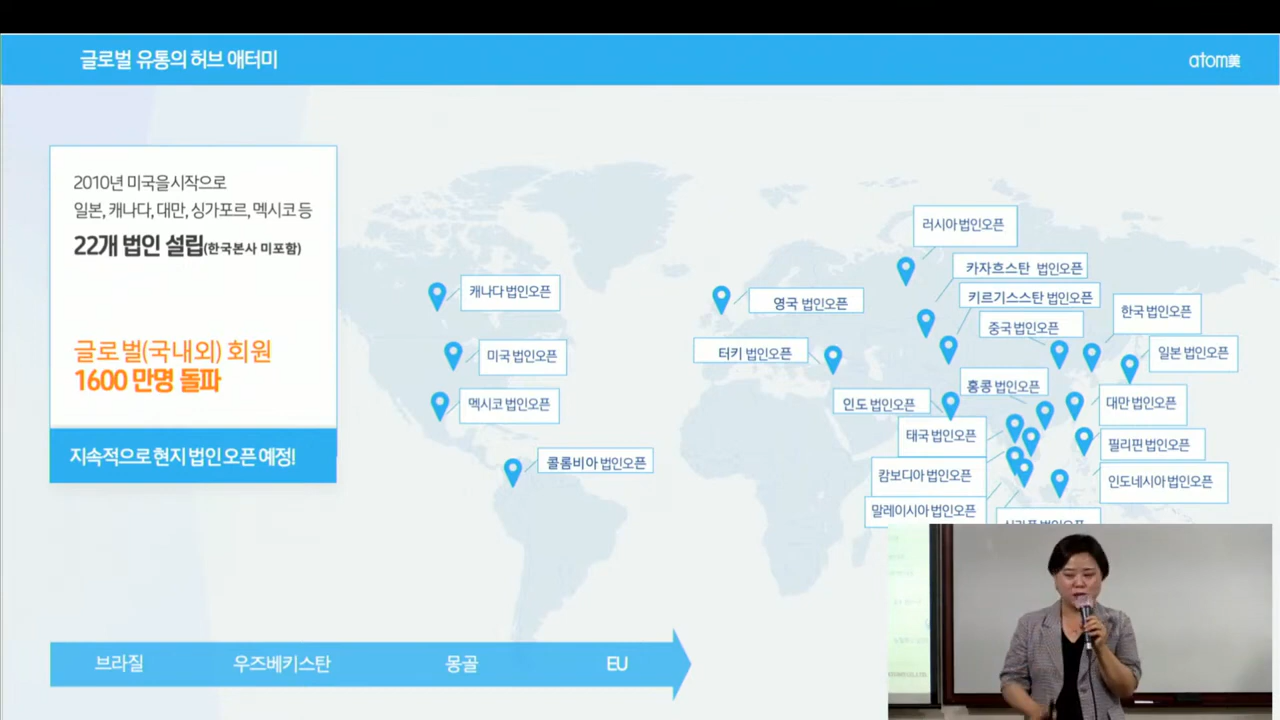 글로벌 유통의 허브 애터미
atom美
2010년 미국을시작으로
일본, 캐나다, 대만, 싱가포르, 멕시코 등
22개 법인 설립(한국본사 미포함)
글로벌(국내외) 회원
1600 만명 돌파
지속적으로 현지 법인 오픈 예정!
캐나다 법인오픈
미국 법인오픈
멕시코 법인오픈
콜롬비아 법인오픈
영국 법인오픈
터키 법인오픈
러시아 법인오픈
카자흐스탄 법인오픈
키르기스스탄 법인오픈
중국 법인오픈
한국 법인오픈
일본 법인오픈
홍콩 법인오픈
인도 법인오픈
대만 법인오픈
태국 법인오픈
필리핀 법인오픈
캄보디아 법인오픈
인도네시아 법인오픈
말레이시아 법인오픈
브라질
우즈베키스탄
몽골
EU